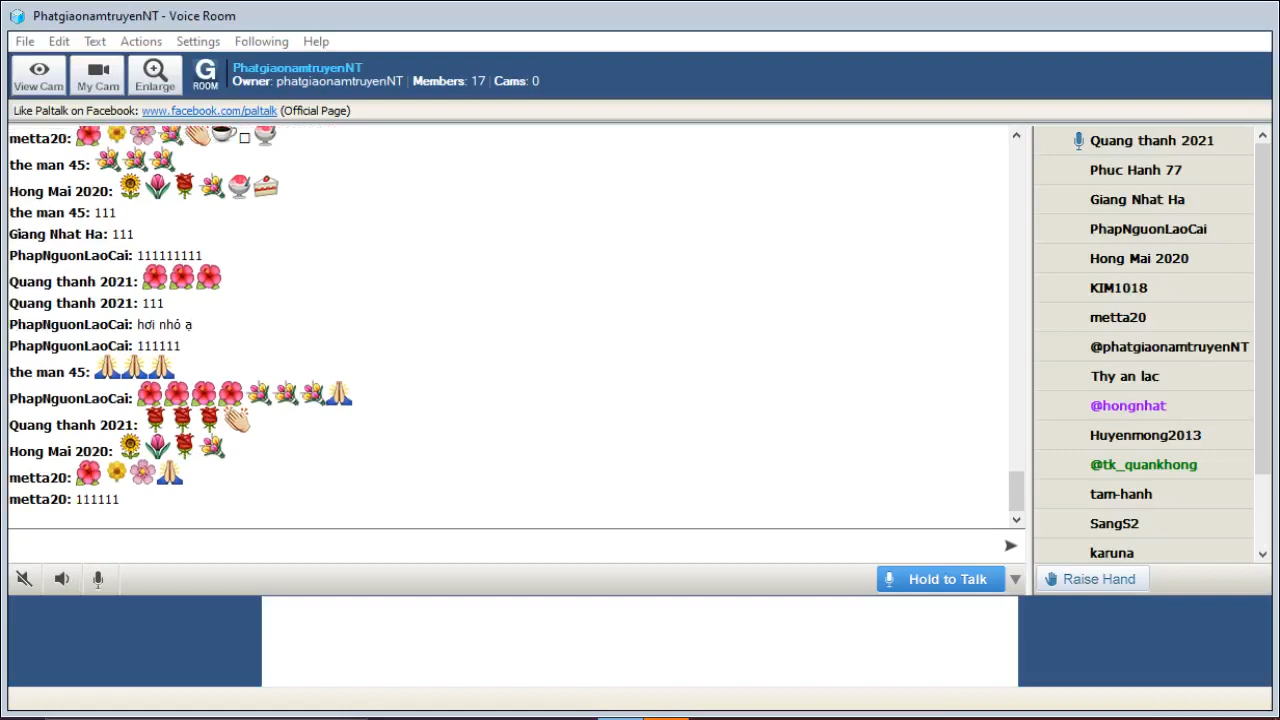 PhatgiaonamtruyenNT - Voice Room
File Edit Text Actions Settings Following Help
View Cam My Cam Enlarge G ROOM
PhatgiaonamtruyenNT
Owner: phatgiaonamtruyenNT | Members: 17 | Cams: 0
Like Paltalk on Facebook: www.facebook.com/paltalk (Official Page)
metta20:
the man 45:
Hong Mai 2020:
the man 45: 111
Giang Nhat Ha: 111
PhapNguonLaoCai: 111111111
Quang thanh 2021:
Quang thanh 2021: 111
PhapNguonLaoCai: hơi nhỏ ạ
PhapNguonLaoCai: 111111
the man 45:
PhapNguonLaoCai:
Quang thanh 2021:
Hong Mai 2020:
metta20:
metta20: 111111
Hold to Talk
Quang thanh 2021
Phuc Hanh 77
Giang Nhat Ha
PhapNguonLaoCai
Hong Mai 2020
KIM1018
metta20
@phatgiaonamtruyenNT
Thy an lac
@hongnhat
Huyenmong2013
@tk_quankhong
tam-hanh
SangS2
karuna
Raise Hand